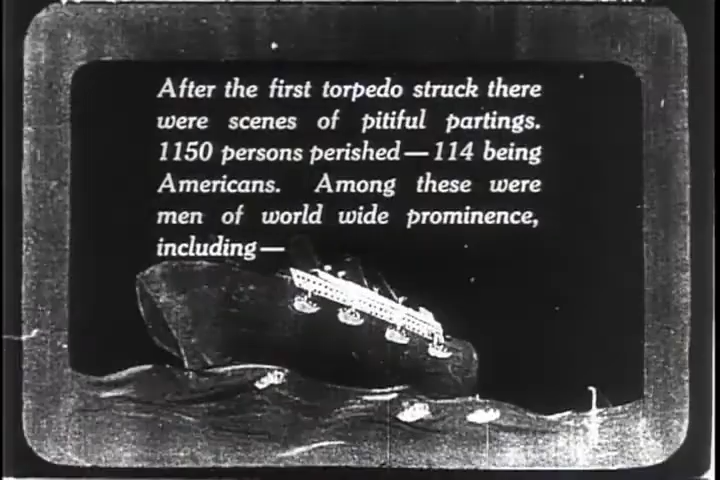 After the first torpedo struck there
were scenes of pitiful partings.
1150 persons perished—114 being
Americans. Among these were
men of world wide prominence,
including—